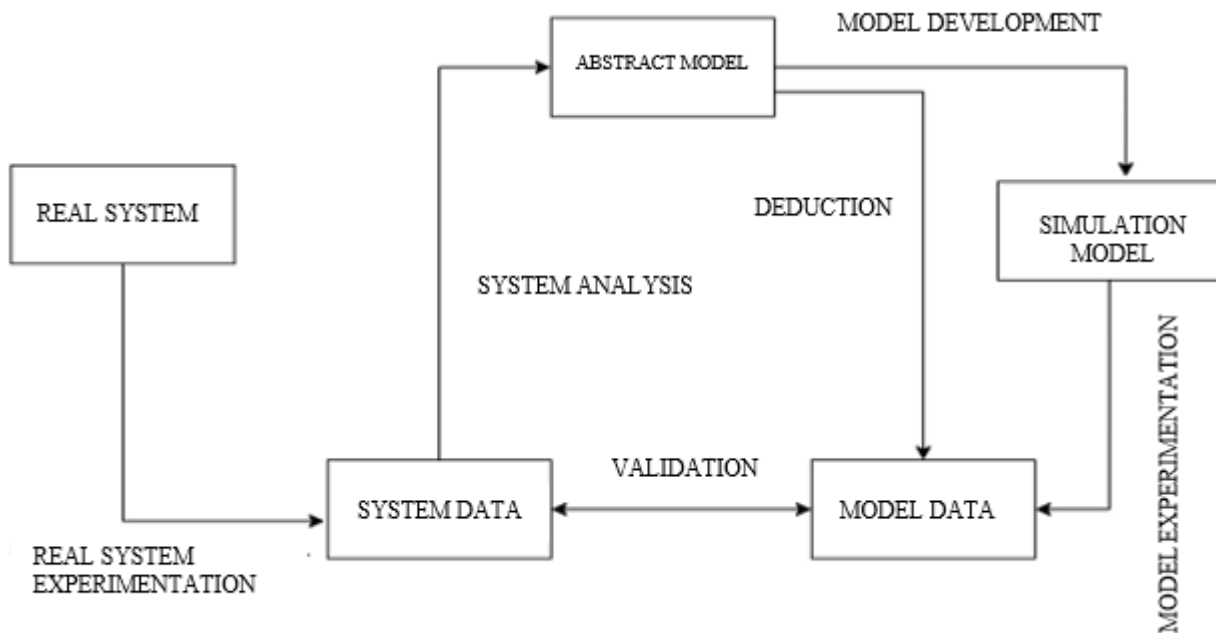 MODEL DEVELOPMENT
ABSTRACT MODEL
REAL SYSTEM
DEDUCTION
SIMULATION
MODEL
SYSTEM ANALYSIS
MODEL EXPERIMENTATION
VALIDATION
SYSTEM DATA
MODEL DATA
REAL SYSTEM
EXPERIMENTATION